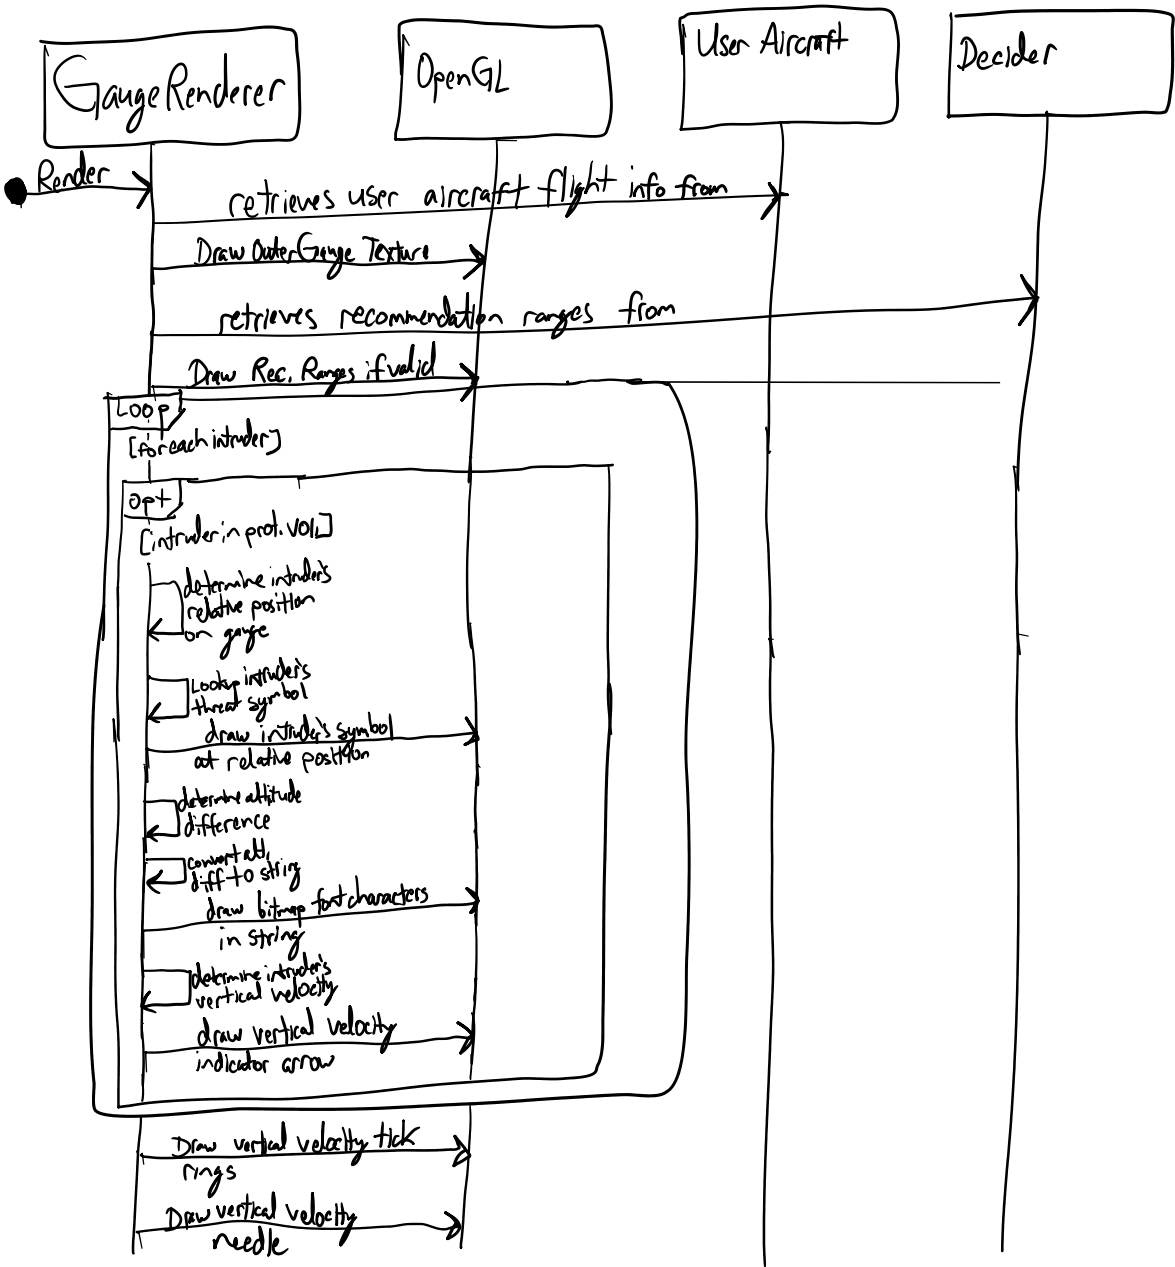 GaugeRenderer
OpenGL
User Aircraft
Decider
Render
retrieves user aircraft flight info from
Draw OuterGauge Texture
retrieves recommendation ranges from
Draw Rec. Ranges if valid
Loop
[foreach intruder]
opt
[intruder in prot. vol.]
determine intruder's
relative position
on gauge
Lookup intruder's
threat symbol
draw intruder's symbol
at relative position
determine altitude
difference
convert alt.
diff to string
draw bitmap font characters
in string
determine intruder's
vertical velocity
draw vertical velocity
indicator arrow
Draw vertical velocity tick
rings
Draw vertical velocity
needle